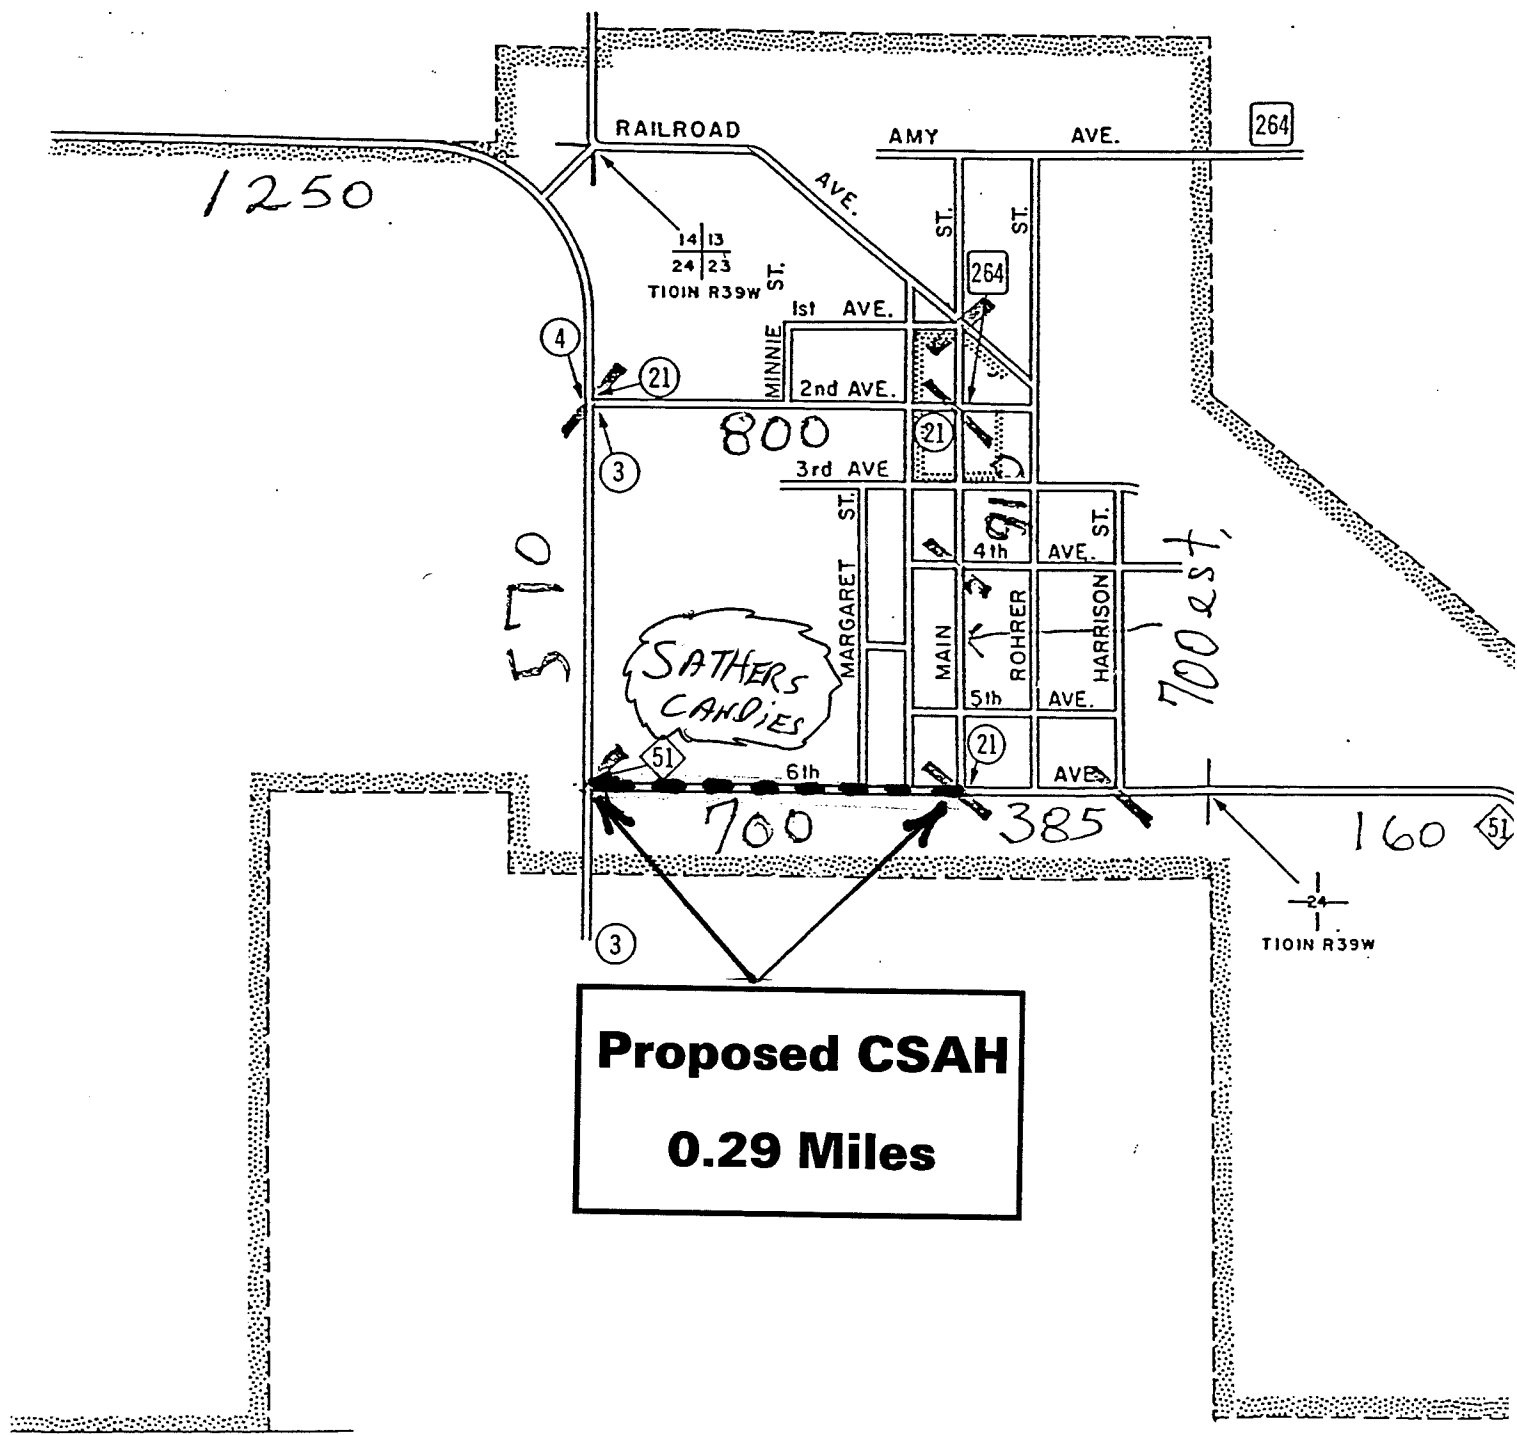 264
RAILROAD AVE.
AMY AVE.
1250
ST.
ST.
14 13
24 23
T101N R39W
264
MINNIE ST.
1st AVE.
4
21
2nd AVE.
800
21
3
3rd AVE
MARGARET ST.
4th AVE.
570
HARRISON ST.
700 est.
MAIN
ROHRER
SATHERS
CANDIES
5th AVE.
51
21
6th AVE
700
385
160
51
24
T101N R39W
3
Proposed CSAH
0.29 Miles